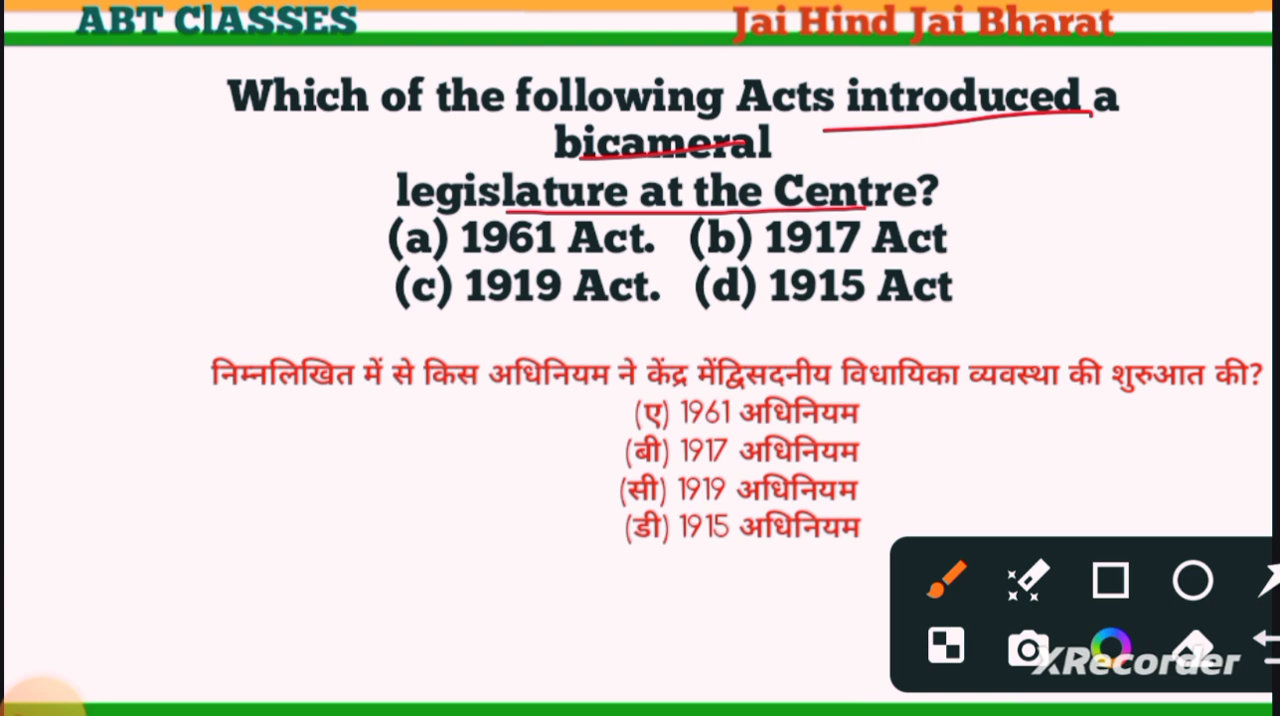 ABT ClASSES
Jai Hind Jai Bharat
Which of the following Acts introduced a
bicameral
legislature at the Centre?
(a) 1961 Act. (b) 1917 Act
(c) 1919 Act. (d) 1915 Act
निम्नलिखित में से किस अधिनियम ने केंद्र मेंद्विसदनीय विधायिका व्यवस्था की शुरुआत की?
(ए) 1961 अधिनियम
(बी) 1917 अधिनियम
(सी) 1919 अधिनियम
(डी) 1915 अधिनियम
XRecorder